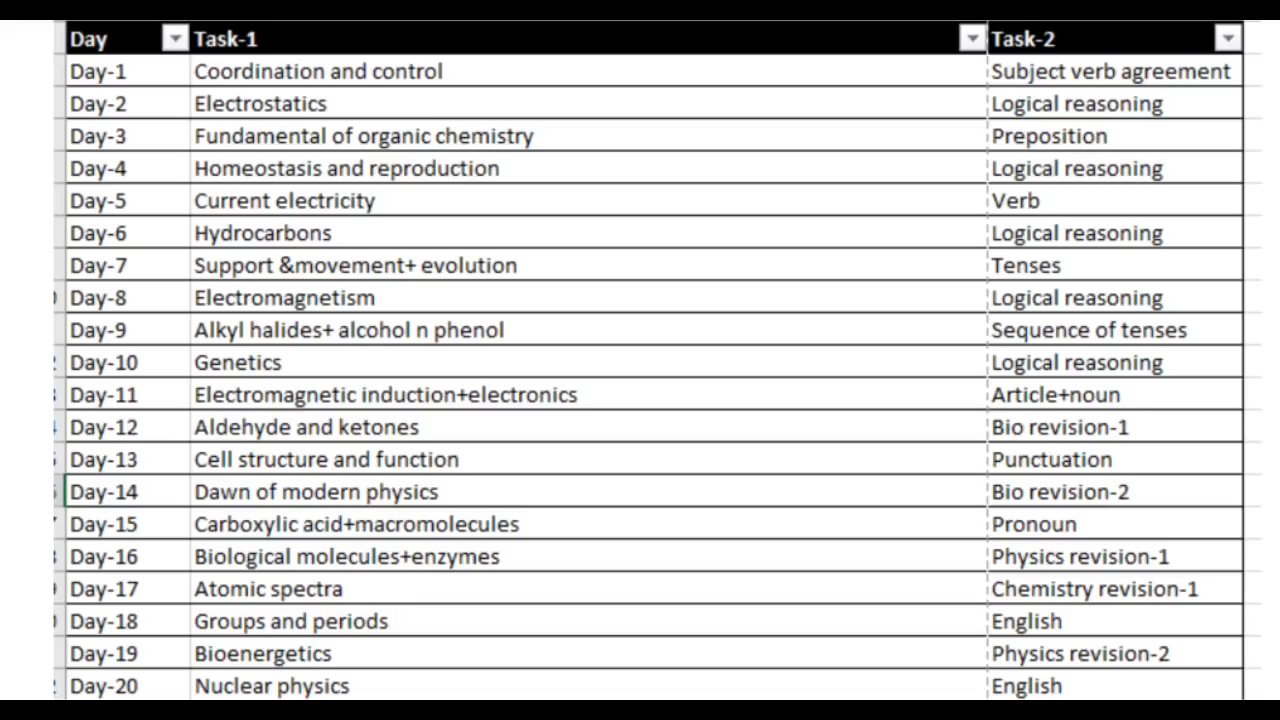 Day Task-1 Task-2
Day-1 Coordination and control Subject verb agreement
Day-2 Electrostatics Logical reasoning
Day-3 Fundamental of organic chemistry Preposition
Day-4 Homeostasis and reproduction Logical reasoning
Day-5 Current electricity Verb
Day-6 Hydrocarbons Logical reasoning
Day-7 Support &movement+ evolution Tenses
Day-8 Electromagnetism Logical reasoning
Day-9 Alkyl halides+ alcohol n phenol Sequence of tenses
Day-10 Genetics Logical reasoning
Day-11 Electromagnetic induction+electronics Article+noun
Day-12 Aldehyde and ketones Bio revision-1
Day-13 Cell structure and function Punctuation
Day-14 Dawn of modern physics Bio revision-2
Day-15 Carboxylic acid+macromolecules Pronoun
Day-16 Biological molecules+enzymes Physics revision-1
Day-17 Atomic spectra Chemistry revision-1
Day-18 Groups and periods English
Day-19 Bioenergetics Physics revision-2
Day-20 Nuclear physics English